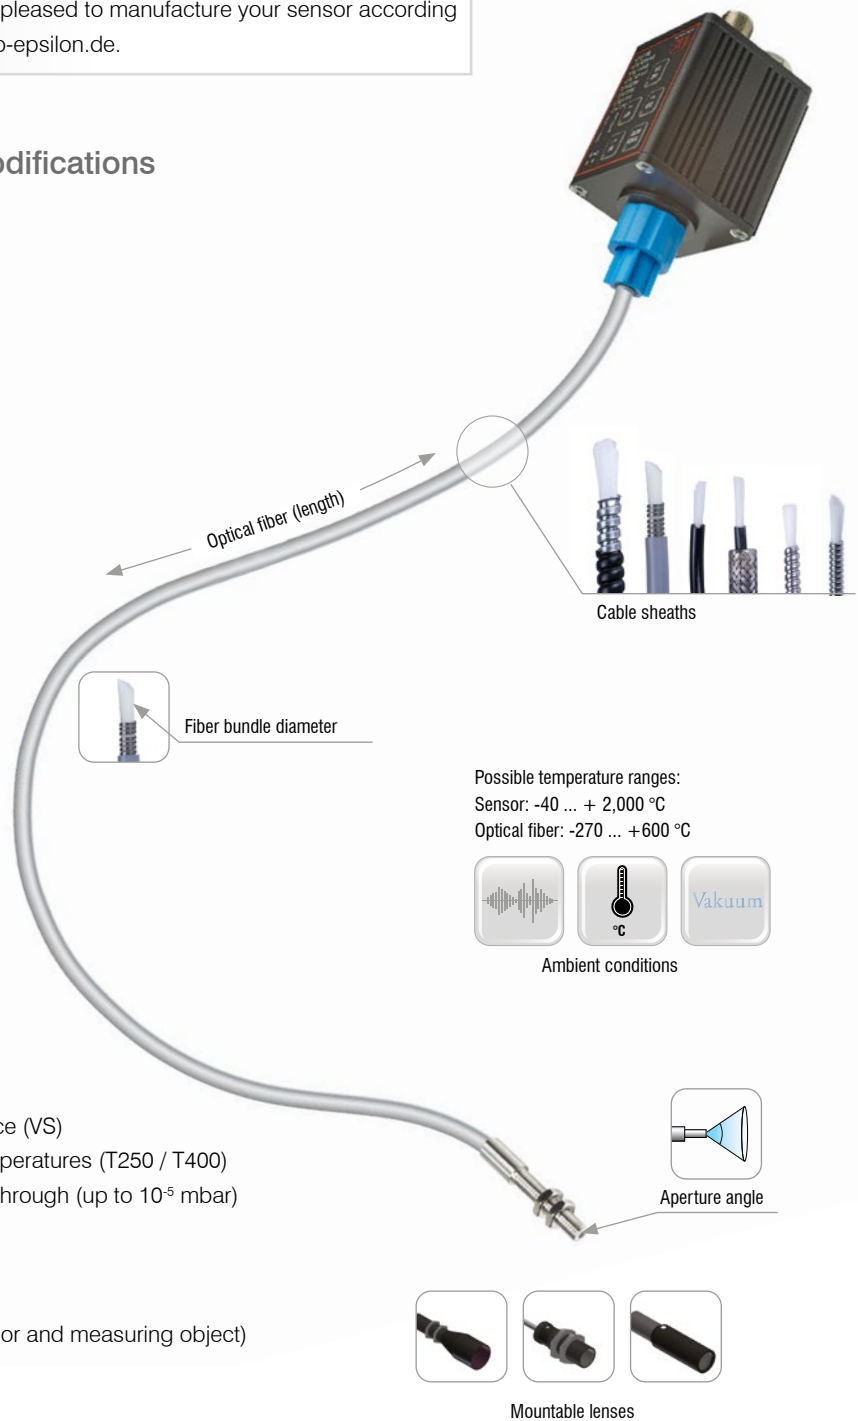 pleased to manufacture your sensor according
o-epsilon.de.
odifications
Optical fiber (length)
Cable sheaths
Fiber bundle diameter
Possible temperature ranges:
Sensor: -40 ... + 2,000 °C
Optical fiber: -270 ... +600 °C
°C
Vakuum
Ambient conditions
ce (VS)
peratures (T250 / T400)
hrough (up to 10⁻⁵ mbar)
Aperture angle
or and measuring object)
Mountable lenses